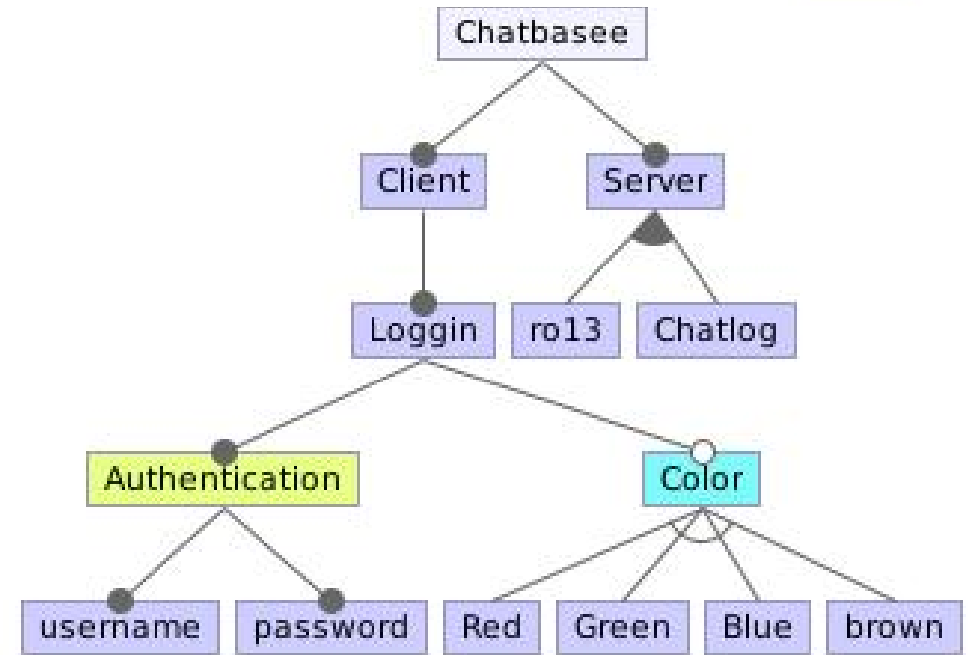 Chatbasee
Client
Server
Loggin
ro13
Chatlog
Authentication
Color
username
password
Red
Green
Blue
brown